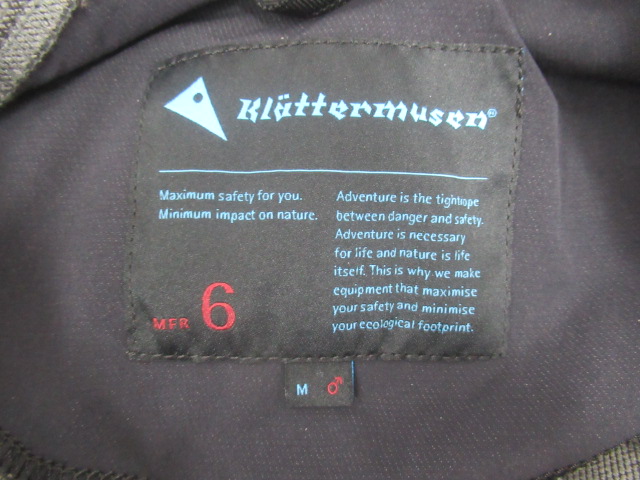 Klättermusen®
Maximum safety for you.
Minimum impact on nature.
Adventure is the tightrope
between danger and safety.
Adventure is necessary
for life and nature is life
itself. This is why we make
equipment that maximise
your safety and minimise
your ecological footprint.
MFR 6
M ♂